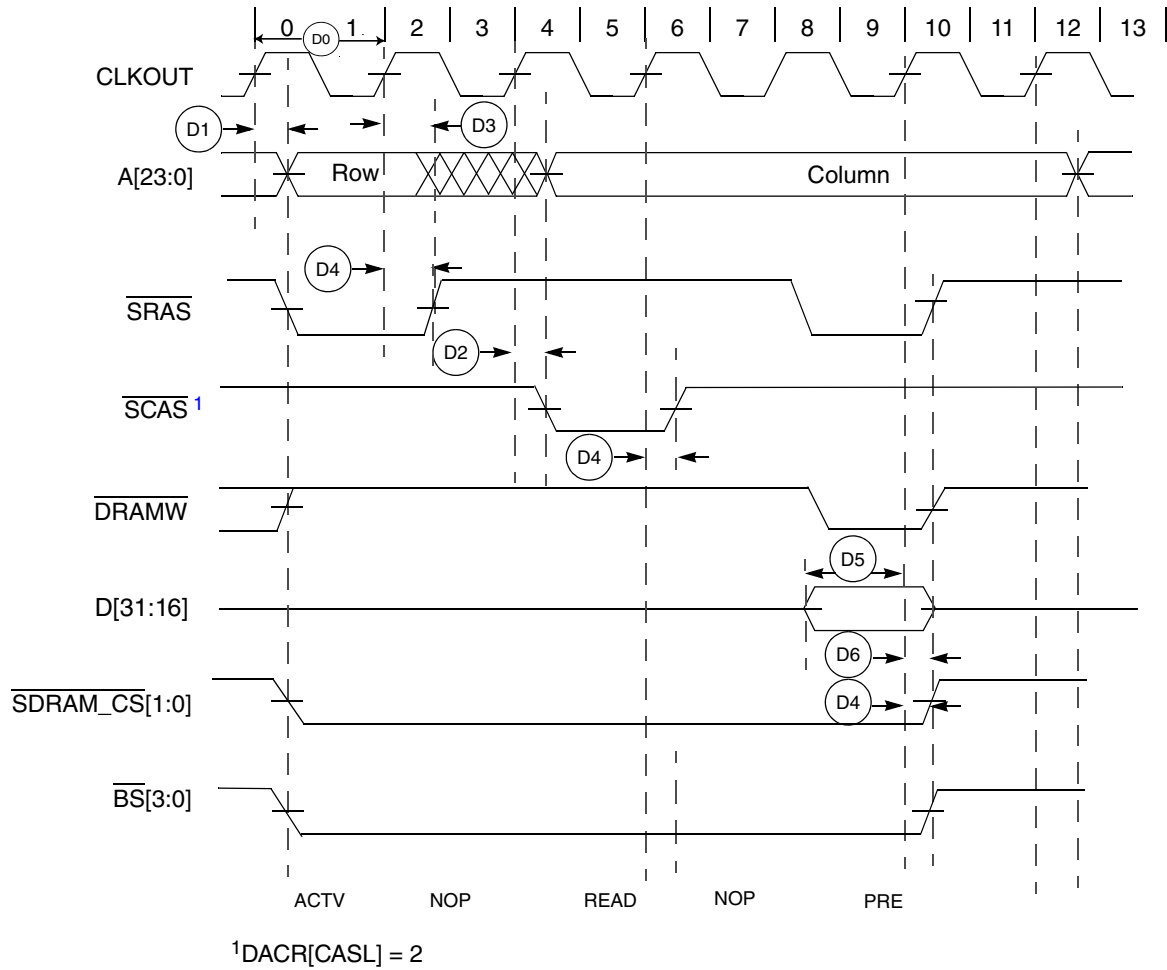 0 1 2 3 4 5 6 7 8 9 10 11 12 13
D0
CLKOUT
D1
D3
A[23:0]
Row
Column
D4
SRAS
D2
SCAS 1
D4
DRAMW
D5
D[31:16]
D6
SDRAM_CS[1:0]
D4
BS[3:0]
ACTV NOP READ NOP PRE
1DACR[CASL] = 2